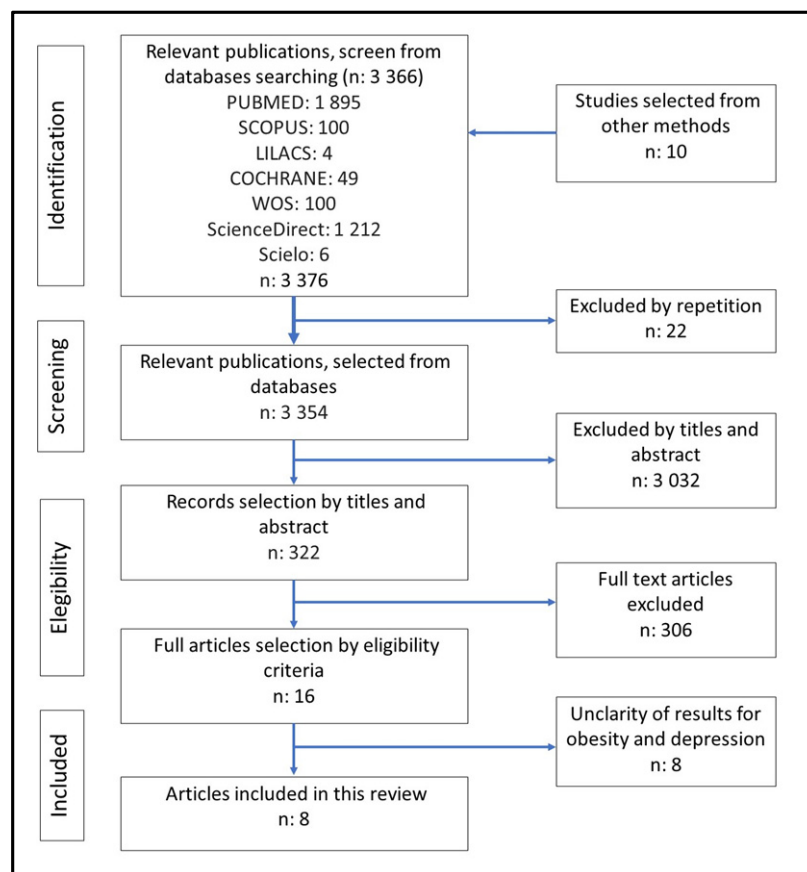 Identification
Relevant publications, screen from
databases searching (n: 3 366)
PUBMED: 1 895
SCOPUS: 100
LILACS: 4
COCHRANE: 49
WOS: 100
ScienceDirect: 1 212
Scielo: 6
n: 3 376
Studies selected from
other methods
n: 10
Excluded by repetition
n: 22
Screening
Relevant publications, selected from
databases
n: 3 354
Excluded by titles and
abstract
n: 3 032
Elegibility
Records selection by titles and
abstract
n: 322
Full text articles
excluded
n: 306
Full articles selection by eligibility
criteria
n: 16
Unclarity of results for
obesity and depression
n: 8
Included
Articles included in this review
n: 8